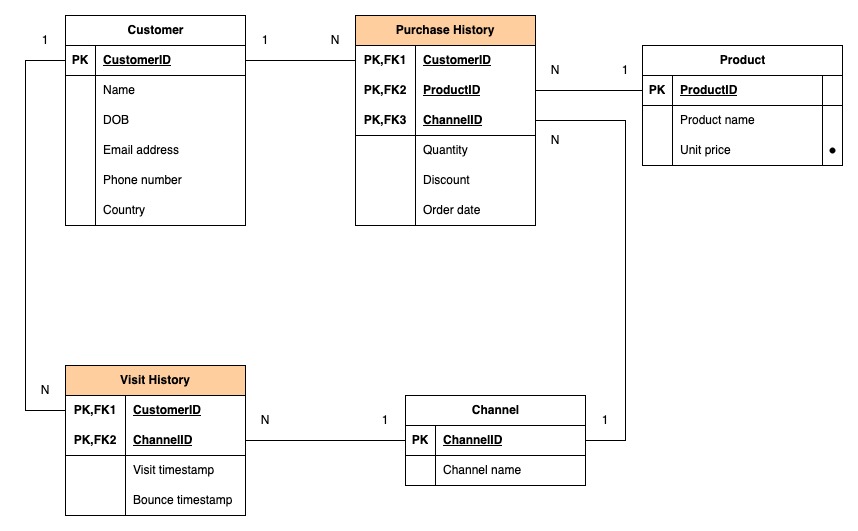 Customer
PK CustomerID
Name
DOB
Email address
Phone number
Country
1
1
N
Purchase History
PK,FK1 CustomerID
PK,FK2 ProductID
PK,FK3 ChannelID
Quantity
Discount
Order date
N
1
N
Product
PK ProductID
Product name
Unit price
N
Visit History
PK,FK1 CustomerID
PK,FK2 ChannelID
Visit timestamp
Bounce timestamp
N
1
Channel
PK ChannelID
Channel name
1